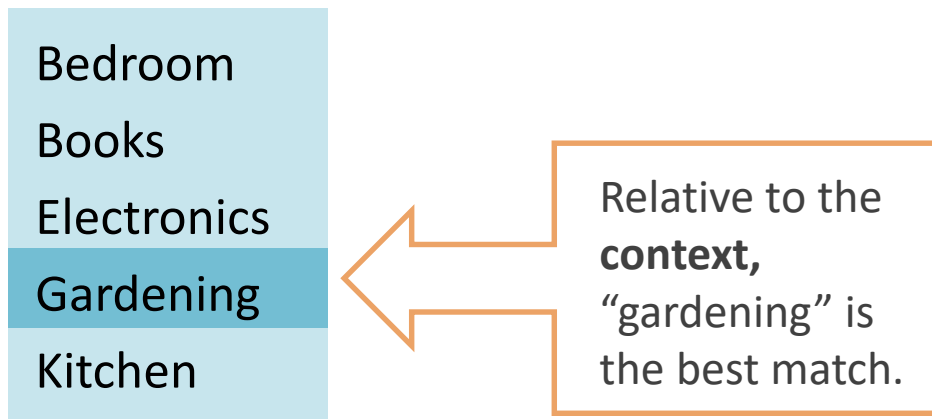 Bedroom
Books
Electronics
Gardening
Kitchen
Relative to the
context,
“gardening” is
the best match.